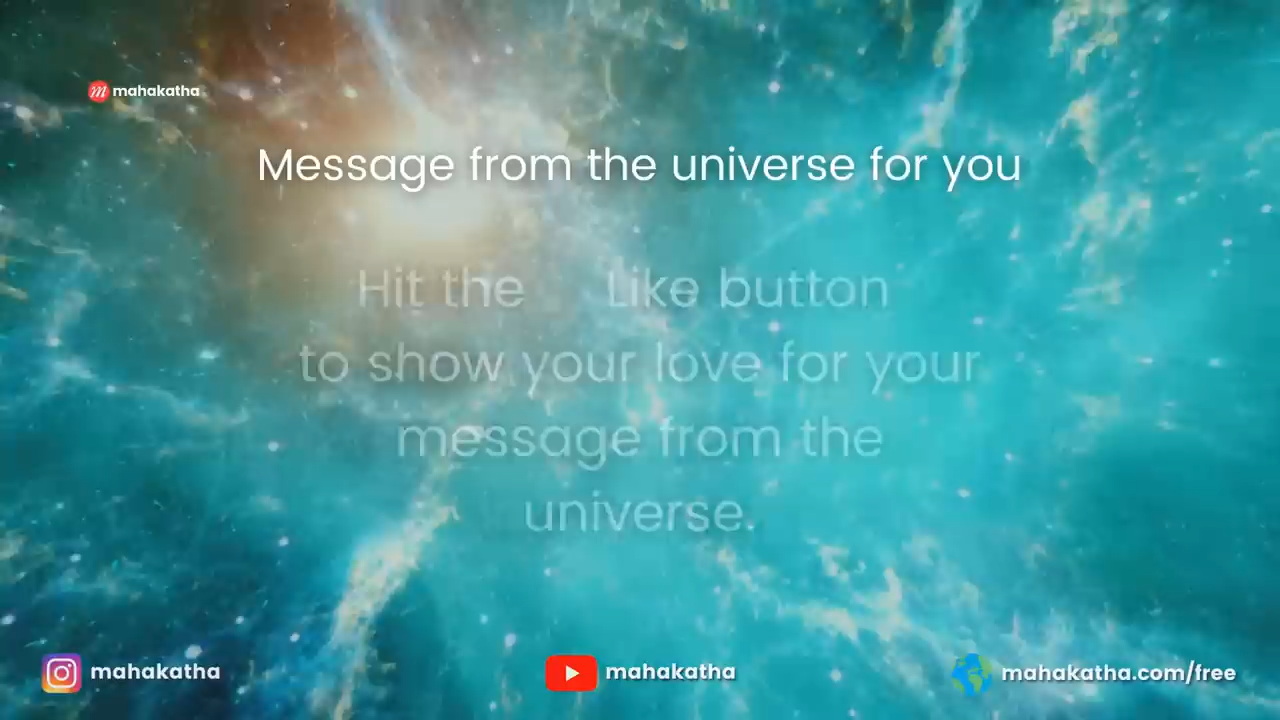 mahakatha
Message from the universe for you
Hit the Like button
to show your love for your
message from the
universe.
mahakatha
mahakatha
mahakatha.com/free